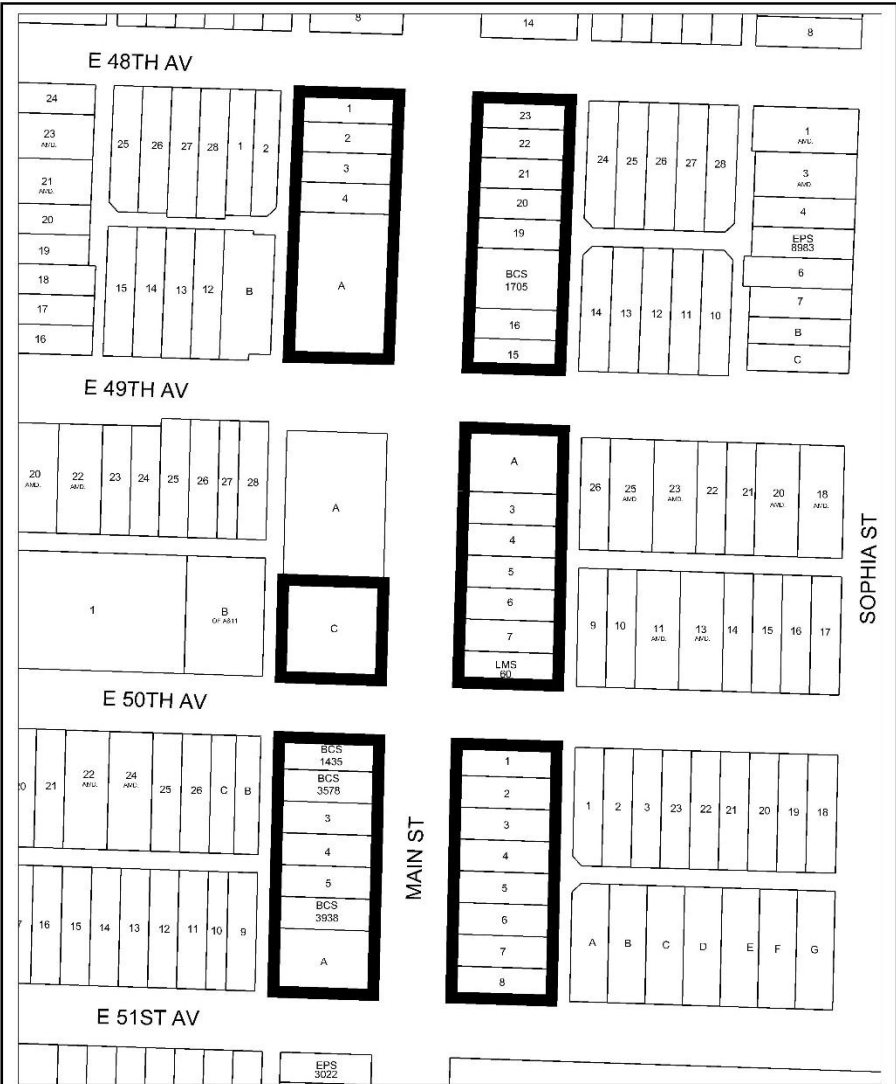 8
14
8
E 48TH AV
24
23
AMD.
21
AMD.
20
19
18
17
16
25
26
27
28
1
2
15
14
13
12
B
1
2
3
4
A
23
22
21
20
19
BCS
1705
16
15
24
25
26
27
28
14
13
12
11
10
1
AMD.
3
AMD.
4
EPS
8983
6
7
B
C
E 49TH AV
20
AMD.
22
AMD.
23
24
25
26
27
28
1
B
OF A&11
A
C
A
3
4
5
6
7
LMS
60
26
25
AMD.
23
AMD.
22
21
20
AMD.
18
AMD.
9
10
11
AMD.
13
AMD.
14
15
16
17
SOPHIA ST
E 50TH AV
21
22
AMD.
24
AMD.
25
26
C
B
16
15
14
13
12
11
10
9
BCS
1435
BCS
3578
3
4
5
BCS
3938
A
MAIN ST
1
2
3
4
5
6
7
8
1
2
3
23
22
21
20
19
18
A
B
C
D
E
F
G
E 51ST AV
EPS
3022